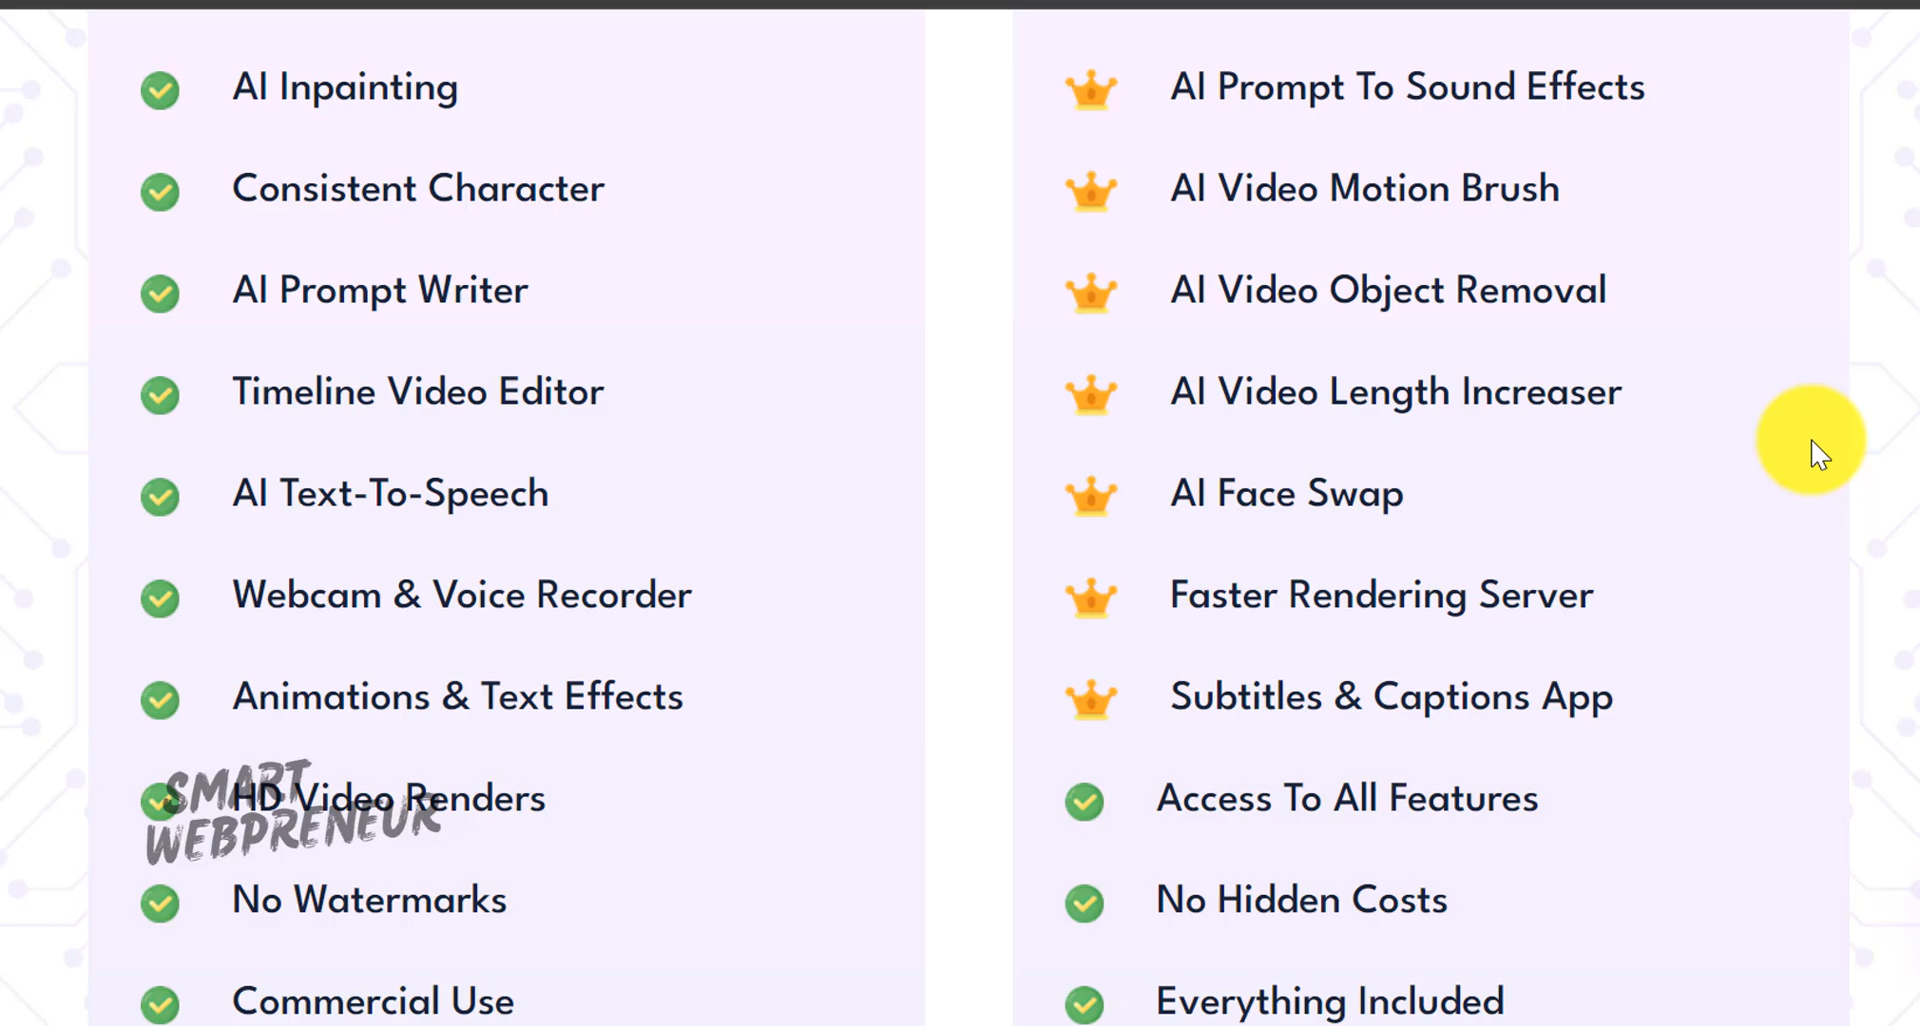 AI Inpainting
Consistent Character
AI Prompt Writer
Timeline Video Editor
AI Text-To-Speech
Webcam & Voice Recorder
Animations & Text Effects
HD Video Renders
SMART
WEBPRENEUR
No Watermarks
Commercial Use
AI Prompt To Sound Effects
AI Video Motion Brush
AI Video Object Removal
AI Video Length Increaser
AI Face Swap
Faster Rendering Server
Subtitles & Captions App
Access To All Features
No Hidden Costs
Everything Included